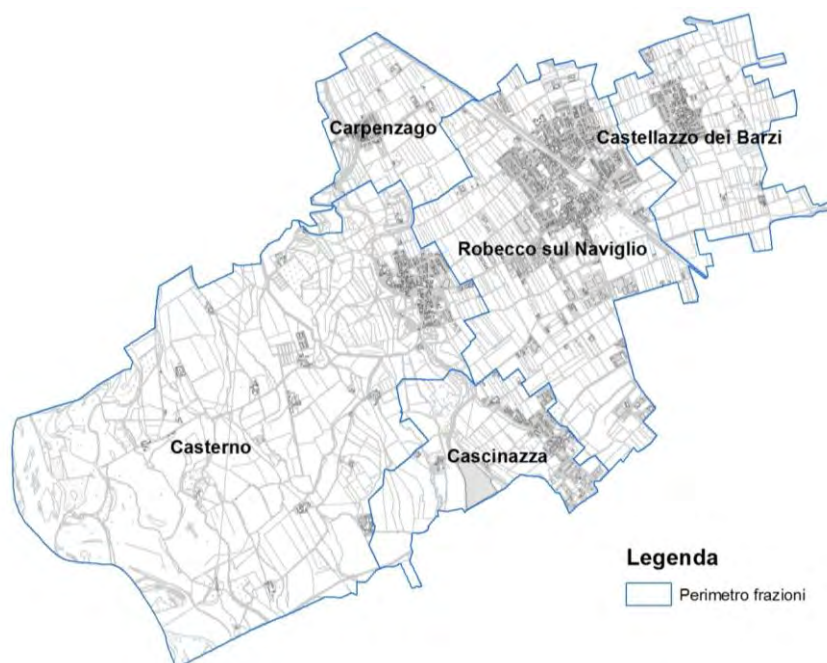 Carpenzago
Castellazzo dei Barzi
Robecco sul Naviglio
Casterno
Cascinazza
Legenda
Perimetro frazioni